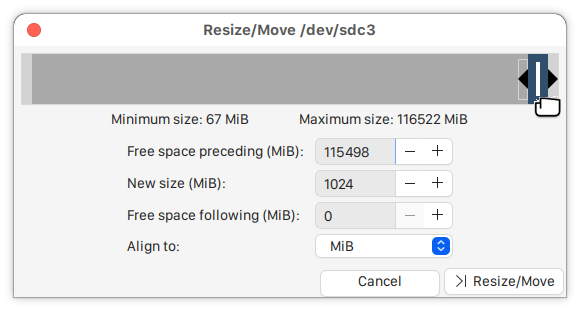 Resize/Move /dev/sdc3
Minimum size: 67 MiB Maximum size: 116522 MiB
Free space preceding (MiB): 115498
New size (MiB): 1024
Free space following (MiB): 0
Align to: MiB
Cancel Resize/Move